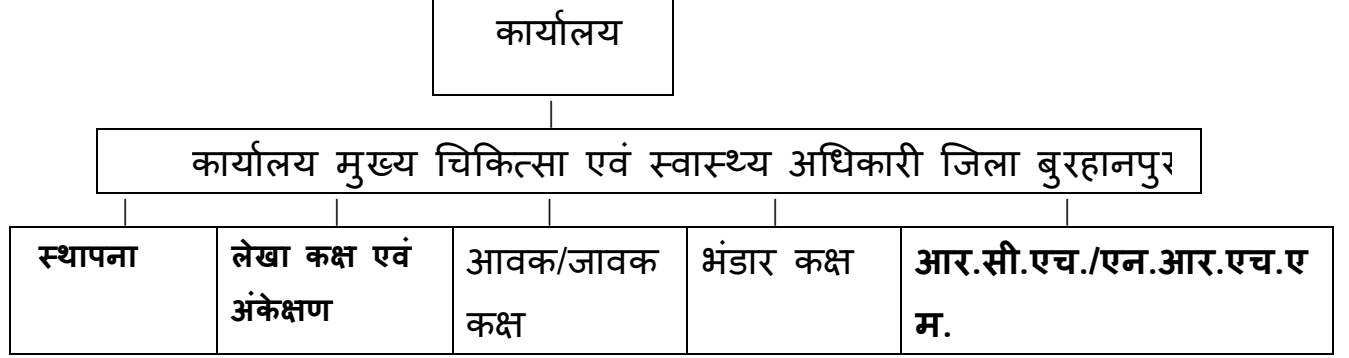 कार्यालय
कार्यालय मुख्य चिकित्सा एवं स्वास्थ्य अधिकारी जिला बुरहानपुर
स्थापना
लेखा कक्ष एवं
अंकेक्षण
आवक/जावक
कक्ष
भंडार कक्ष
आर.सी.एच./एन.आर.एच.ए
म.